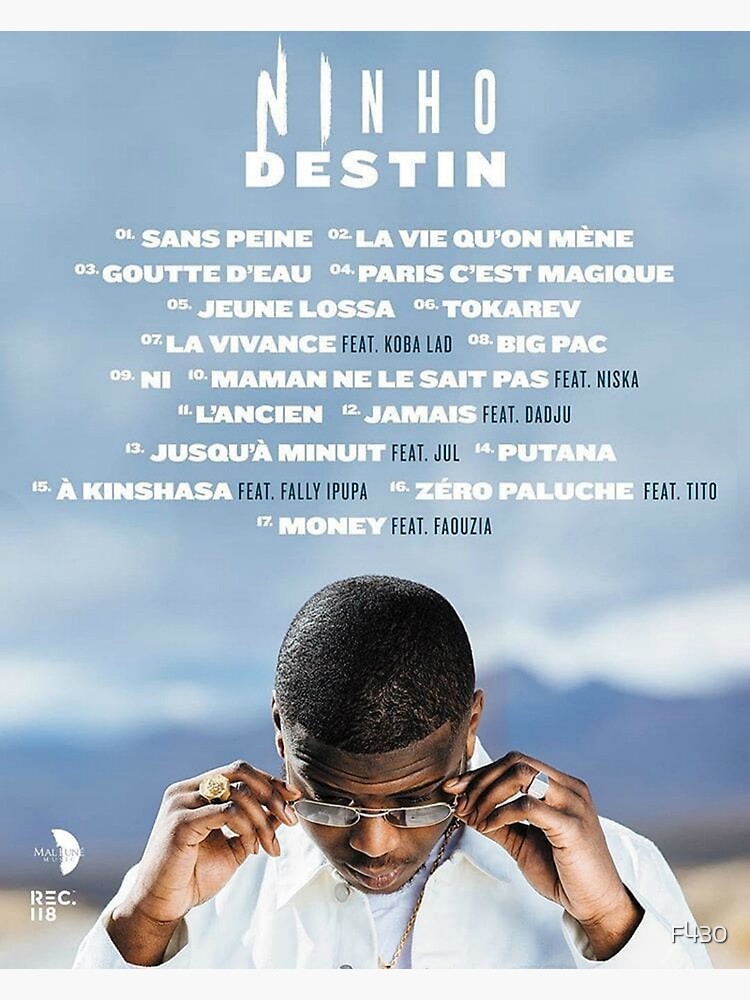 NINHO
DESTIN
01. SANS PEINE 02. LA VIE QU'ON MÈNE
03. GOUTTE D'EAU 04. PARIS C'EST MAGIQUE
05. JEUNE LOSSA 06. TOKAREV
07. LA VIVANCE FEAT. KOBA LAD 08. BIG PAC
09. NI 10. MAMAN NE LE SAIT PAS FEAT. NISKA
11. L'ANCIEN 12. JAMAIS FEAT. DADJU
13. JUSQU'À MINUIT FEAT. JUL 14. PUTANA
15. À KINSHASA FEAT. FALLY IPUPA 16. ZÉRO PALUCHE FEAT. TITO
17. MONEY FEAT. FAOUZIA
MAL LUNÉ
MUSIC
REC.
118
F430